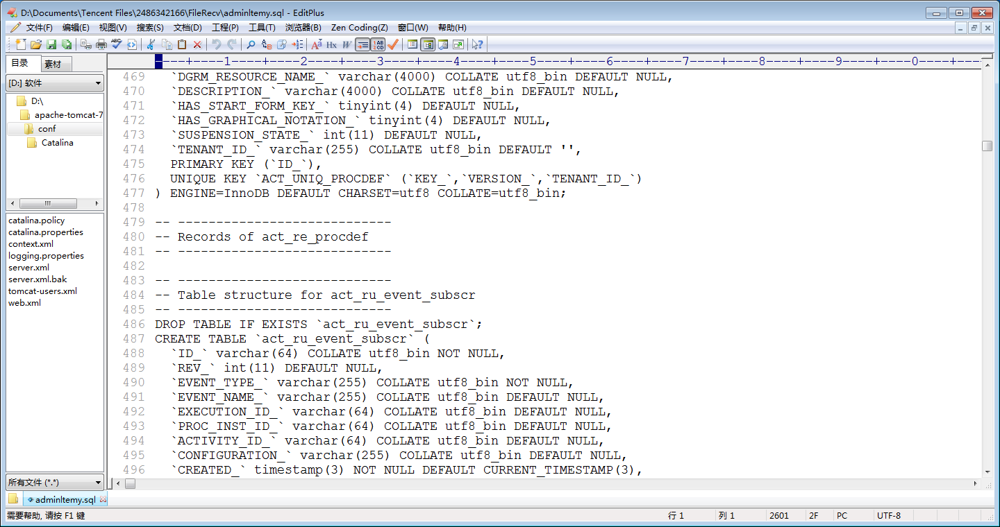 D:\Documents\Tencent Files\2486342166\FileRecv\adminltemy.sql - EditPlus
文件(F) 编辑(E) 视图(V) 搜索(S) 文档(D) 工程(P) 工具(T) 浏览器(B) Zen Coding(Z) 窗口(W) 帮助(H)
目录 素材
[D:] 软件
D:\
apache-tomcat-7
conf
Catalina
catalina.policy
catalina.properties
context.xml
logging.properties
server.xml
server.xml.bak
tomcat-users.xml
web.xml
所有文件 (*.*)
----+----1----+----2----+----3----+----4----+----5----+----6----+----7----+----8----+----9----+----0----+---
469 `DGRM_RESOURCE_NAME_` varchar(4000) COLLATE utf8_bin DEFAULT NULL,
470 `DESCRIPTION_` varchar(4000) COLLATE utf8_bin DEFAULT NULL,
471 `HAS_START_FORM_KEY_` tinyint(4) DEFAULT NULL,
472 `HAS_GRAPHICAL_NOTATION_` tinyint(4) DEFAULT NULL,
473 `SUSPENSION_STATE_` int(11) DEFAULT NULL,
474 `TENANT_ID_` varchar(255) COLLATE utf8_bin DEFAULT '',
475 PRIMARY KEY (`ID_`),
476 UNIQUE KEY `ACT_UNIQ_PROCDEF` (`KEY_`,`VERSION_`,`TENANT_ID_`)
477 ) ENGINE=InnoDB DEFAULT CHARSET=utf8 COLLATE=utf8_bin;
478
479 -- ----------------------------
480 -- Records of act_re_procdef
481 -- ----------------------------
482
483 -- ----------------------------
484 -- Table structure for act_ru_event_subscr
485 -- ----------------------------
486 DROP TABLE IF EXISTS `act_ru_event_subscr`;
487 CREATE TABLE `act_ru_event_subscr` (
488 `ID_` varchar(64) COLLATE utf8_bin NOT NULL,
489 `REV_` int(11) DEFAULT NULL,
490 `EVENT_TYPE_` varchar(255) COLLATE utf8_bin NOT NULL,
491 `EVENT_NAME_` varchar(255) COLLATE utf8_bin DEFAULT NULL,
492 `EXECUTION_ID_` varchar(64) COLLATE utf8_bin DEFAULT NULL,
493 `PROC_INST_ID_` varchar(64) COLLATE utf8_bin DEFAULT NULL,
494 `ACTIVITY_ID_` varchar(64) COLLATE utf8_bin DEFAULT NULL,
495 `CONFIGURATION_` varchar(255) COLLATE utf8_bin DEFAULT NULL,
496 `CREATED_` timestamp(3) NOT NULL DEFAULT CURRENT_TIMESTAMP(3),
adminltemy.sql
需要帮助, 请按 F1 键 行 1 列 1 2601 2F PC UTF-8